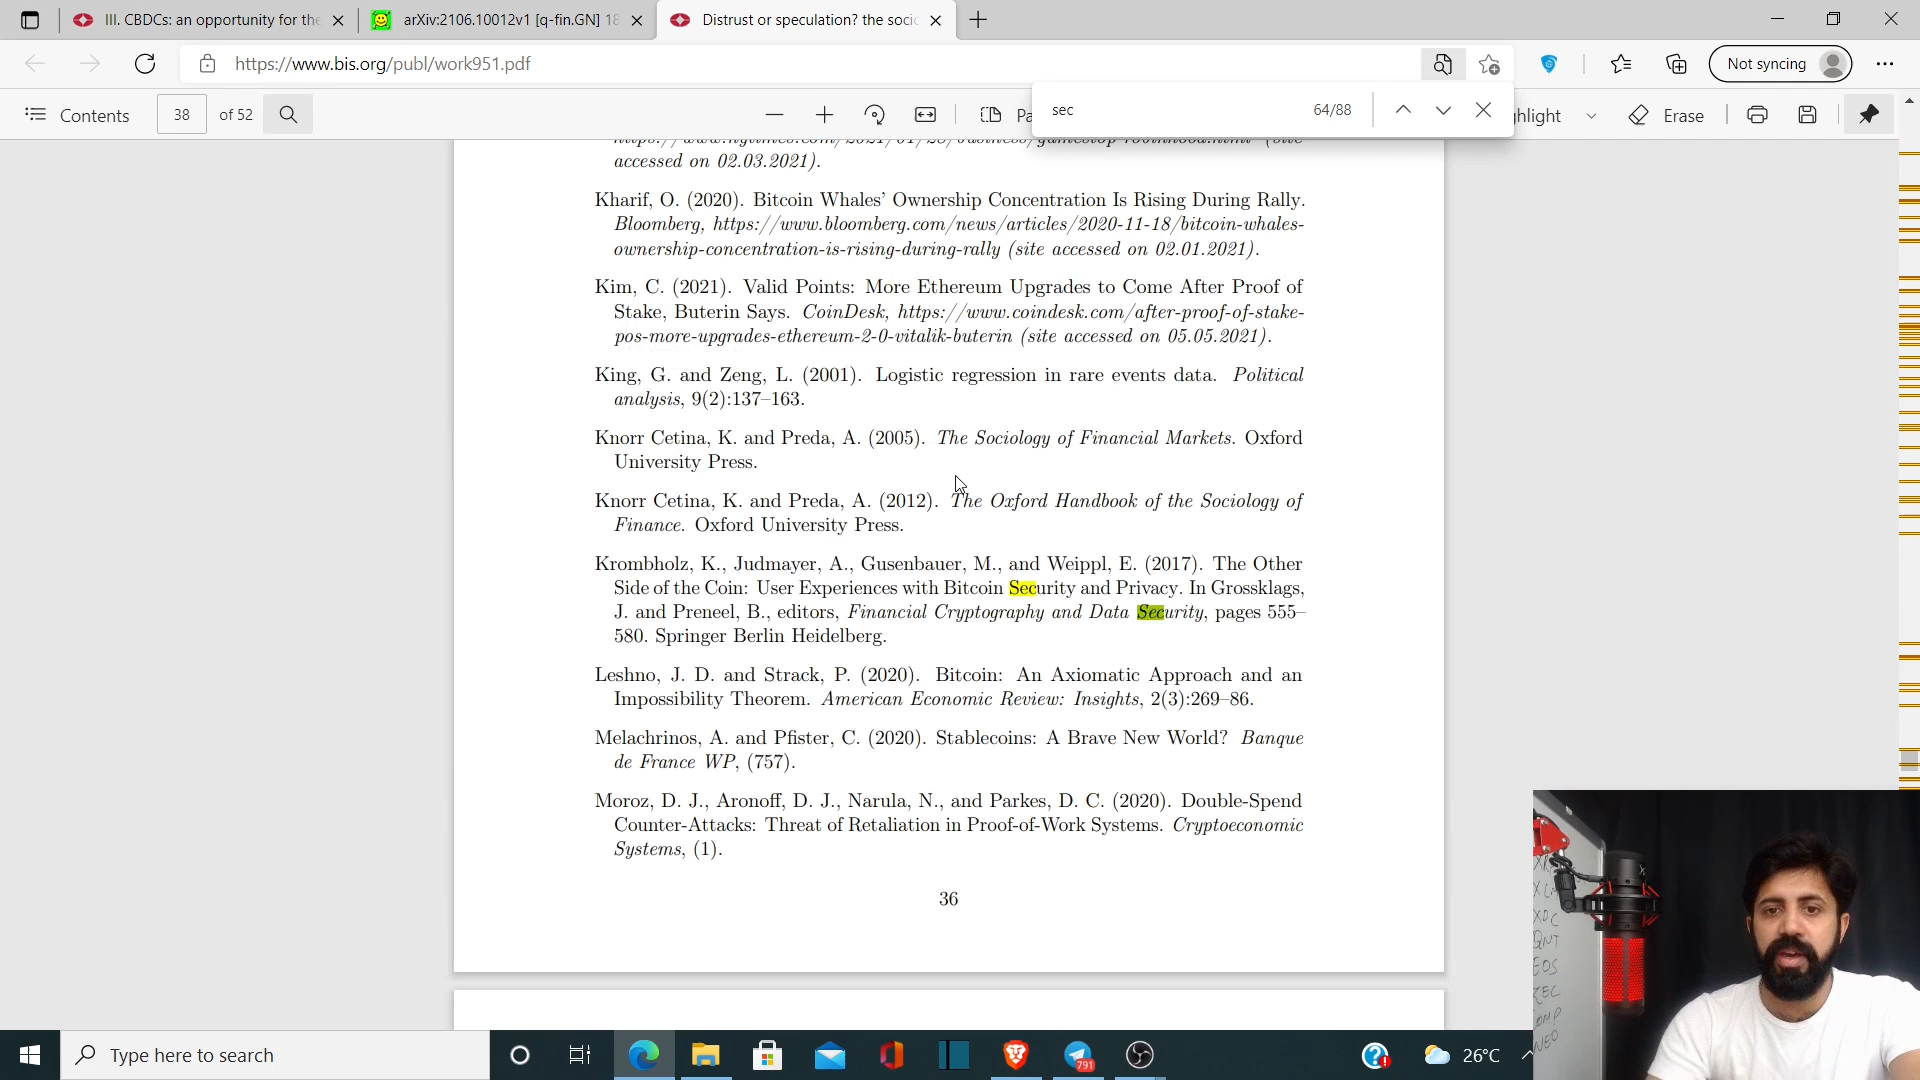 III. CBDCs: an opportunity for the
arXiv:2106.10012v1 [q-fin.GN] 18
Distrust or speculation? the socio
https://www.bis.org/publ/work951.pdf
Not syncing
Contents
38
of 52
sec
64/88
Erase
accessed on 02.03.2021).
Kharif, O. (2020). Bitcoin Whales' Ownership Concentration Is Rising During Rally.
Bloomberg, https://www.bloomberg.com/news/articles/2020-11-18/bitcoin-whales-
ownership-concentration-is-rising-during-rally (site accessed on 02.01.2021).
Kim, C. (2021). Valid Points: More Ethereum Upgrades to Come After Proof of
Stake, Buterin Says. CoinDesk, https://www.coindesk.com/after-proof-of-stake-
pos-more-upgrades-ethereum-2-0-vitalik-buterin (site accessed on 05.05.2021).
King, G. and Zeng, L. (2001). Logistic regression in rare events data. Political
analysis, 9(2):137–163.
Knorr Cetina, K. and Preda, A. (2005). The Sociology of Financial Markets. Oxford
University Press.
Knorr Cetina, K. and Preda, A. (2012). The Oxford Handbook of the Sociology of
Finance. Oxford University Press.
Krombholz, K., Judmayer, A., Gusenbauer, M., and Weippl, E. (2017). The Other
Side of the Coin: User Experiences with Bitcoin Security and Privacy. In Grossklags,
J. and Preneel, B., editors, Financial Cryptography and Data Security, pages 555–
580. Springer Berlin Heidelberg.
Leshno, J. D. and Strack, P. (2020). Bitcoin: An Axiomatic Approach and an
Impossibility Theorem. American Economic Review: Insights, 2(3):269–86.
Melachrinos, A. and Pfister, C. (2020). Stablecoins: A Brave New World? Banque
de France WP, (757).
Moroz, D. J., Aronoff, D. J., Narula, N., and Parkes, D. C. (2020). Double-Spend
Counter-Attacks: Threat of Retaliation in Proof-of-Work Systems. Cryptoeconomic
Systems, (1).
36
XDC
QNT
EOS
NEO
Type here to search
791
26°C